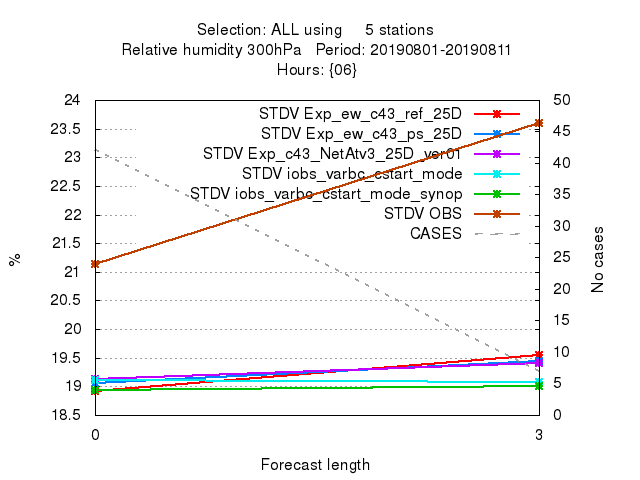 Selection: ALL using 5 stations
Relative humidity 300hPa Period: 20190801-20190811
Hours: {06}
24 50
STDV Exp_ew_c43_ref_25D
23.5 45
STDV Exp_ew_c43_ps_25D
23 40
STDV Exp_c43_NetAtv3_25D_ver01
22.5 35
STDV iobs_varbc_cstart_mode
STDV iobs_varbc_cstart_mode_synop
22 30
STDV OBS
21.5 25
CASES
21 20
20.5 15
20
19.5 10
19 5
18.5 0
%
No cases
0 3
Forecast length